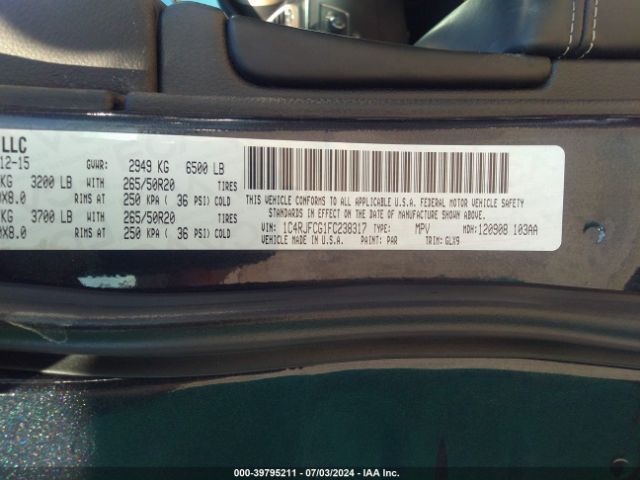 LLC
12-15 GVWR: 2949 KG 6500 LB
KG 3200 LB WITH 265/50R20 TIRES
0X8.0 RIMS AT 250 KPA ( 36 PSI) COLD
KG 3700 LB WITH 265/50R20 TIRES
0X8.0 RIMS AT 250 KPA ( 36 PSI) COLD
THIS VEHICLE CONFORMS TO ALL APPLICABLE U.S.A. FEDERAL MOTOR VEHICLE SAFETY
STANDARDS IN EFFECT ON THE DATE OF MANUFACTURE SHOWN ABOVE.
VIN: 1C4RJFCG1FC238317 TYPE: MPV MDH: 120908 103AA
VEHICLE MADE IN U.S.A. PAINT: PAR TRIM: GLX9
000-39795211 - 07/03/2024 - IAA Inc.